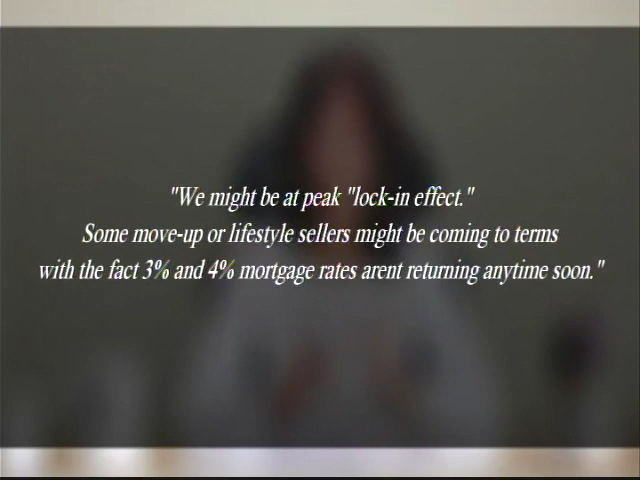 "We might be at peak "lock-in effect."
Some move-up or lifestyle sellers might be coming to terms
with the fact 3% and 4% mortgage rates arent returning anytime soon."